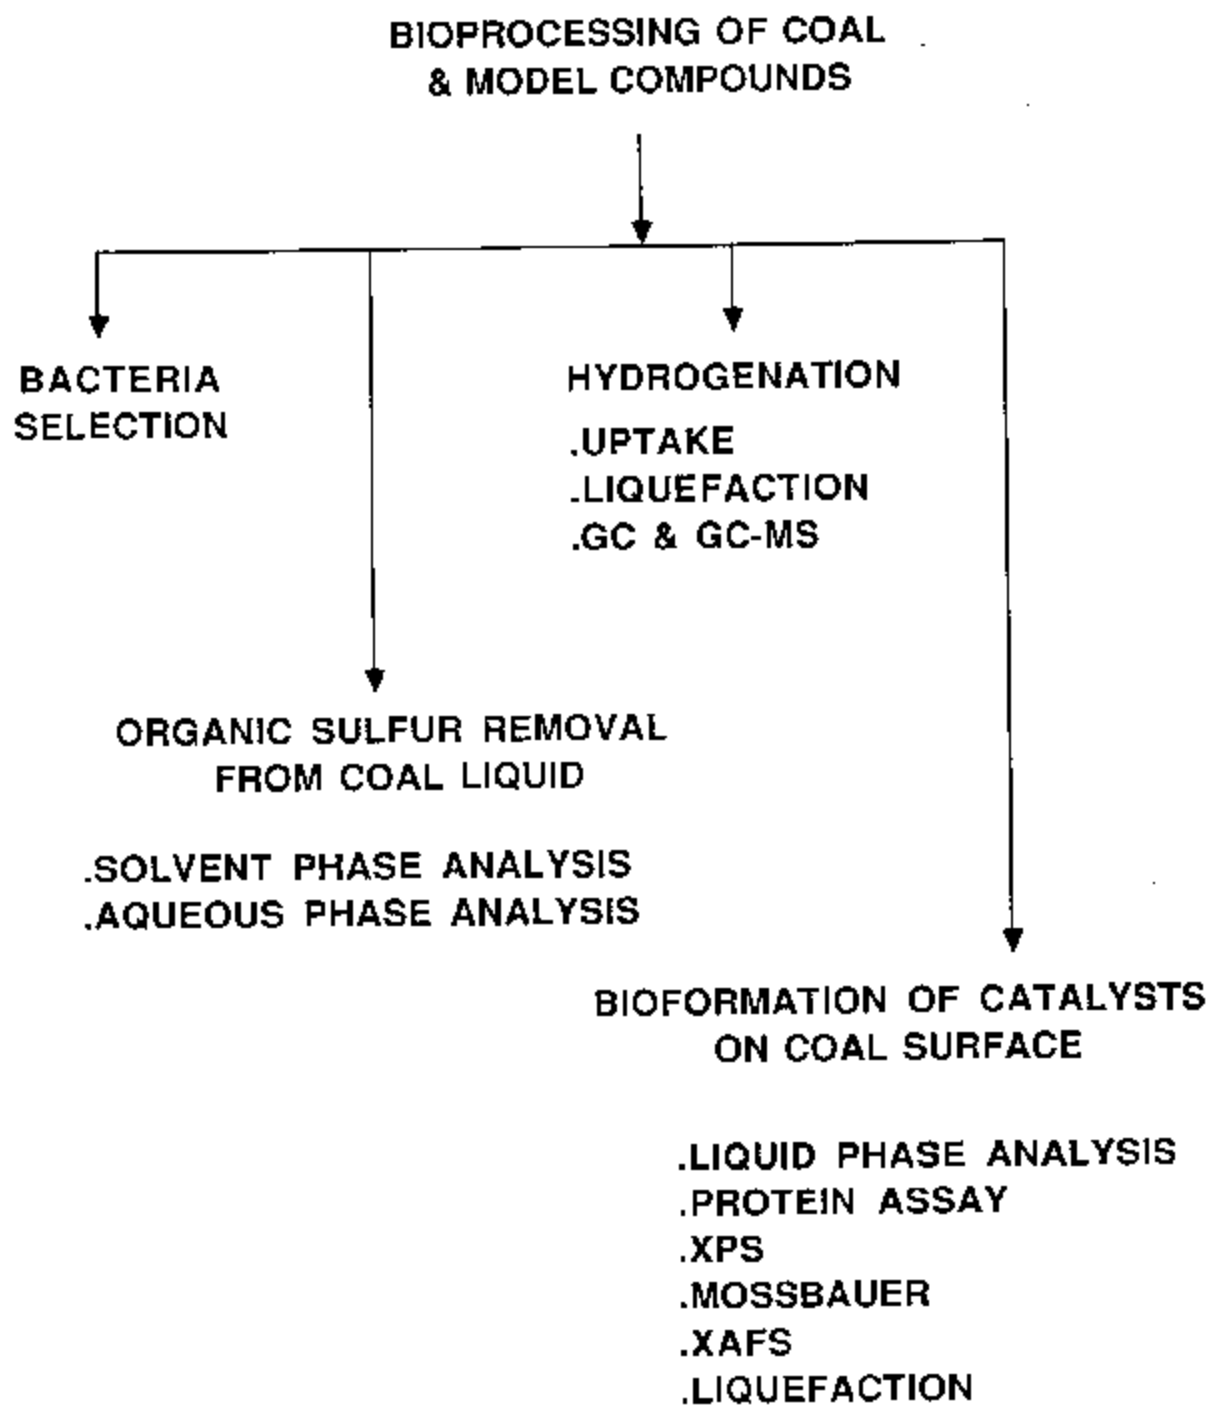 BIOPROCESSING OF COAL
& MODEL COMPOUNDS
BACTERIA
SELECTION
HYDROGENATION
.UPTAKE
.LIQUEFACTION
.GC & GC-MS
ORGANIC SULFUR REMOVAL
FROM COAL LIQUID
.SOLVENT PHASE ANALYSIS
.AQUEOUS PHASE ANALYSIS
BIOFORMATION OF CATALYSTS
ON COAL SURFACE
.LIQUID PHASE ANALYSIS
.PROTEIN ASSAY
.XPS
.MOSSBAUER
.XAFS
.LIQUEFACTION